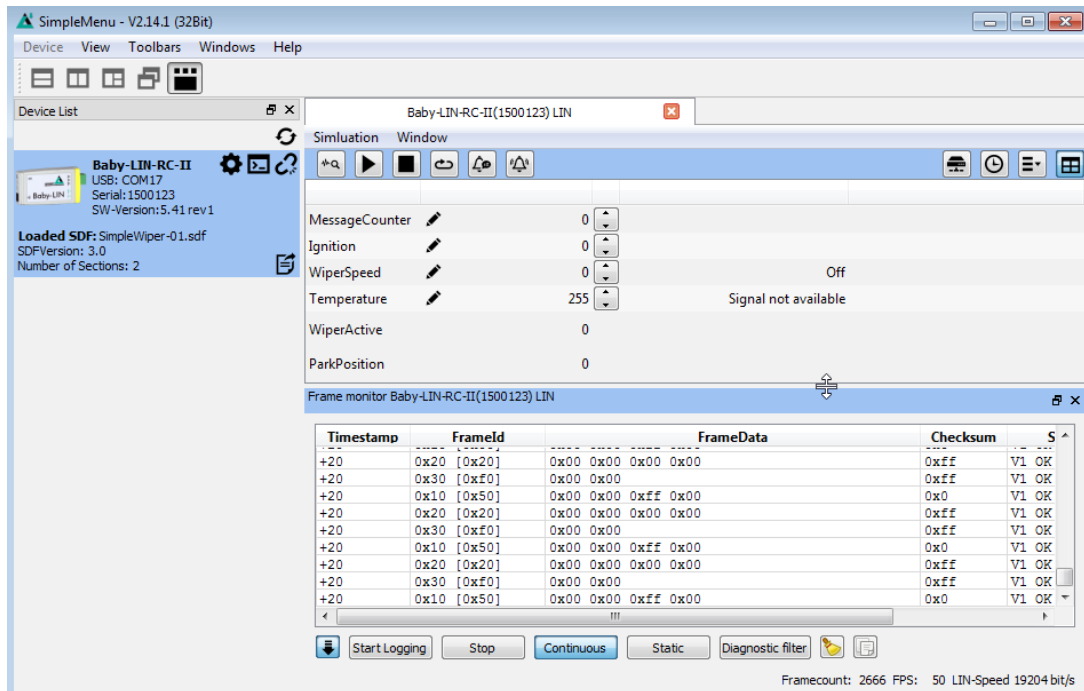 SimpleMenu - V2.14.1 (32Bit)
Device View Toolbars Windows Help
Device List
Baby-LIN-RC-II(1500123) LIN
Simluation Window
Baby-LIN-RC-II
USB: COM17
Serial:1500123
SW-Version:5.41 rev1
Baby-LIN
Loaded SDF: SimpleWiper-01.sdf
SDFVersion: 3.0
Number of Sections: 2
MessageCounter 0
Ignition 0
WiperSpeed 0 Off
Temperature 255 Signal not available
WiperActive 0
ParkPosition 0
Frame monitor Baby-LIN-RC-II(1500123) LIN
Timestamp FrameId FrameData Checksum S
+20 0x20 [0x20] 0x00 0x00 0x00 0x00 0xff V1 OK
+20 0x30 [0xf0] 0x00 0x00 0xff V1 OK
+20 0x10 [0x50] 0x00 0x00 0xff 0x00 0x0 V1 OK
+20 0x20 [0x20] 0x00 0x00 0x00 0x00 0xff V1 OK
+20 0x30 [0xf0] 0x00 0x00 0xff V1 OK
+20 0x10 [0x50] 0x00 0x00 0xff 0x00 0x0 V1 OK
+20 0x20 [0x20] 0x00 0x00 0x00 0x00 0xff V1 OK
+20 0x30 [0xf0] 0x00 0x00 0xff V1 OK
+20 0x10 [0x50] 0x00 0x00 0xff 0x00 0x0 V1 OK
Start Logging Stop Continuous Static Diagnostic filter
Framecount: 2666 FPS: 50 LIN-Speed 19204 bit/s